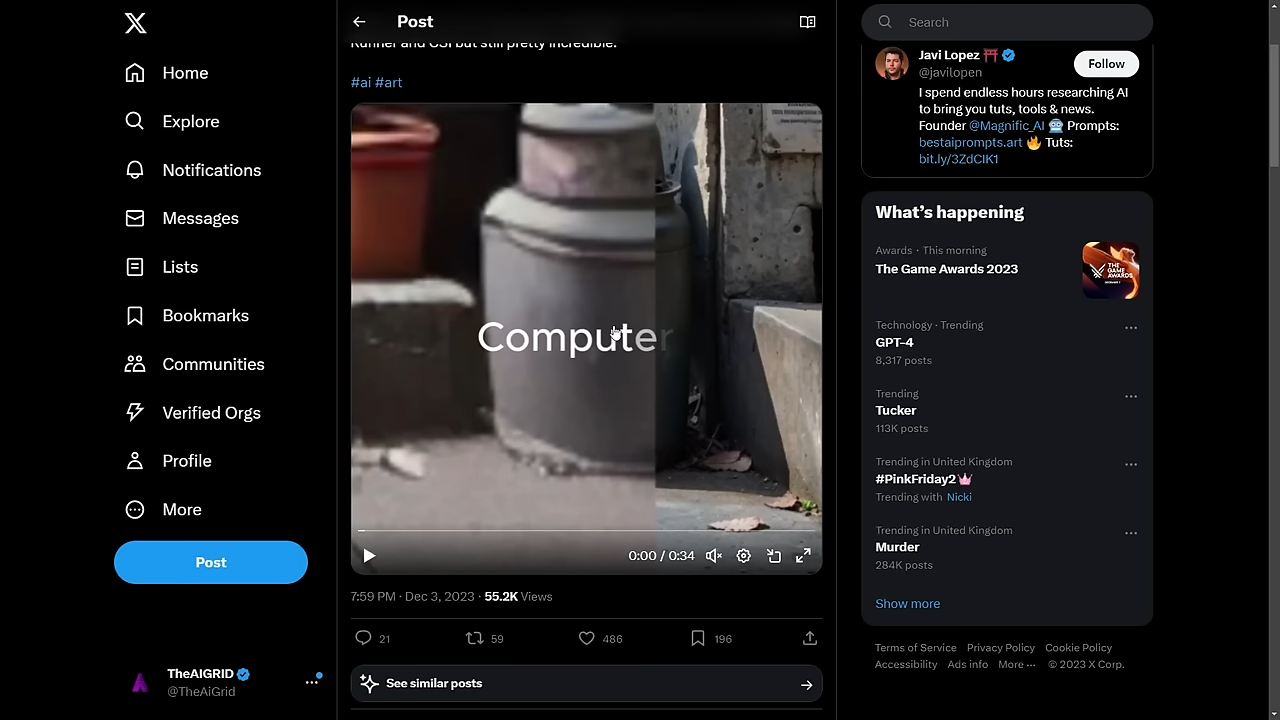 Home
Explore
Notifications
Messages
Lists
Bookmarks
Communities
Verified Orgs
Profile
More
Post
TheAIGRID
@TheAiGrid
Post
Runner and CSI but still pretty incredible.
#ai #art
Computer
0:00 / 0:34
7:59 PM · Dec 3, 2023 · 55.2K Views
21
59
486
196
See similar posts
Search
Javi Lopez
@javilopen
Follow
I spend endless hours researching AI
to bring you tuts, tools & news.
Founder @Magnific_AI Prompts:
bestaiprompts.art Tuts:
bit.ly/3ZdCIK1
What's happening
Awards · This morning
The Game Awards 2023
THE
GAME
AWARDS
Technology · Trending
GPT-4
8,317 posts
Trending
Tucker
113K posts
Trending in United Kingdom
#PinkFriday2
Trending with Nicki
Trending in United Kingdom
Murder
284K posts
Show more
Terms of Service Privacy Policy Cookie Policy
Accessibility Ads info More ··· © 2023 X Corp.